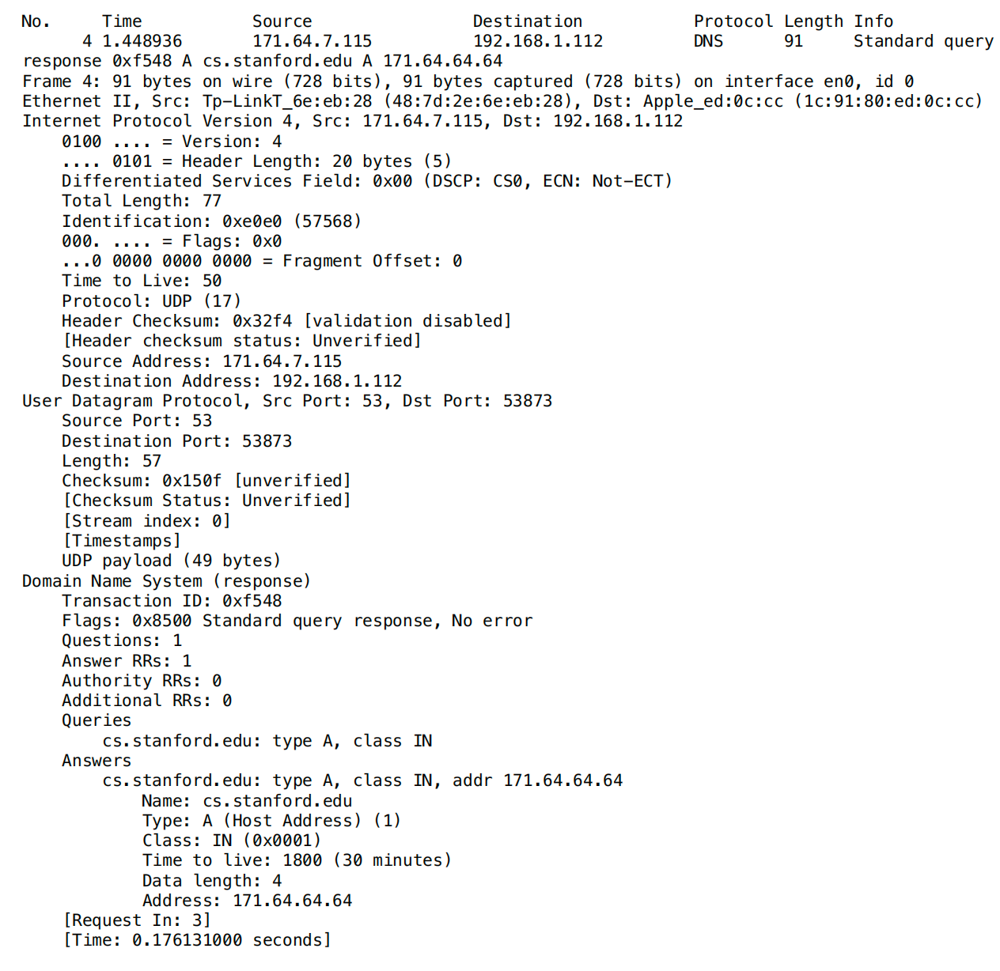 No. Time Source Destination Protocol Length Info
4 1.448936 171.64.7.115 192.168.1.112 DNS 91 Standard query
response 0xf548 A cs.stanford.edu A 171.64.64.64
Frame 4: 91 bytes on wire (728 bits), 91 bytes captured (728 bits) on interface en0, id 0
Ethernet II, Src: Tp-LinkT_6e:eb:28 (48:7d:2e:6e:eb:28), Dst: Apple_ed:0c:cc (1c:91:80:ed:0c:cc)
Internet Protocol Version 4, Src: 171.64.7.115, Dst: 192.168.1.112
0100 .... = Version: 4
.... 0101 = Header Length: 20 bytes (5)
Differentiated Services Field: 0x00 (DSCP: CS0, ECN: Not-ECT)
Total Length: 77
Identification: 0xe0e0 (57568)
000. .... = Flags: 0x0
...0 0000 0000 0000 = Fragment Offset: 0
Time to Live: 50
Protocol: UDP (17)
Header Checksum: 0x32f4 [validation disabled]
[Header checksum status: Unverified]
Source Address: 171.64.7.115
Destination Address: 192.168.1.112
User Datagram Protocol, Src Port: 53, Dst Port: 53873
Source Port: 53
Destination Port: 53873
Length: 57
Checksum: 0x150f [unverified]
[Checksum Status: Unverified]
[Stream index: 0]
[Timestamps]
UDP payload (49 bytes)
Domain Name System (response)
Transaction ID: 0xf548
Flags: 0x8500 Standard query response, No error
Questions: 1
Answer RRs: 1
Authority RRs: 0
Additional RRs: 0
Queries
cs.stanford.edu: type A, class IN
Answers
cs.stanford.edu: type A, class IN, addr 171.64.64.64
Name: cs.stanford.edu
Type: A (Host Address) (1)
Class: IN (0x0001)
Time to live: 1800 (30 minutes)
Data length: 4
Address: 171.64.64.64
[Request In: 3]
[Time: 0.176131000 seconds]